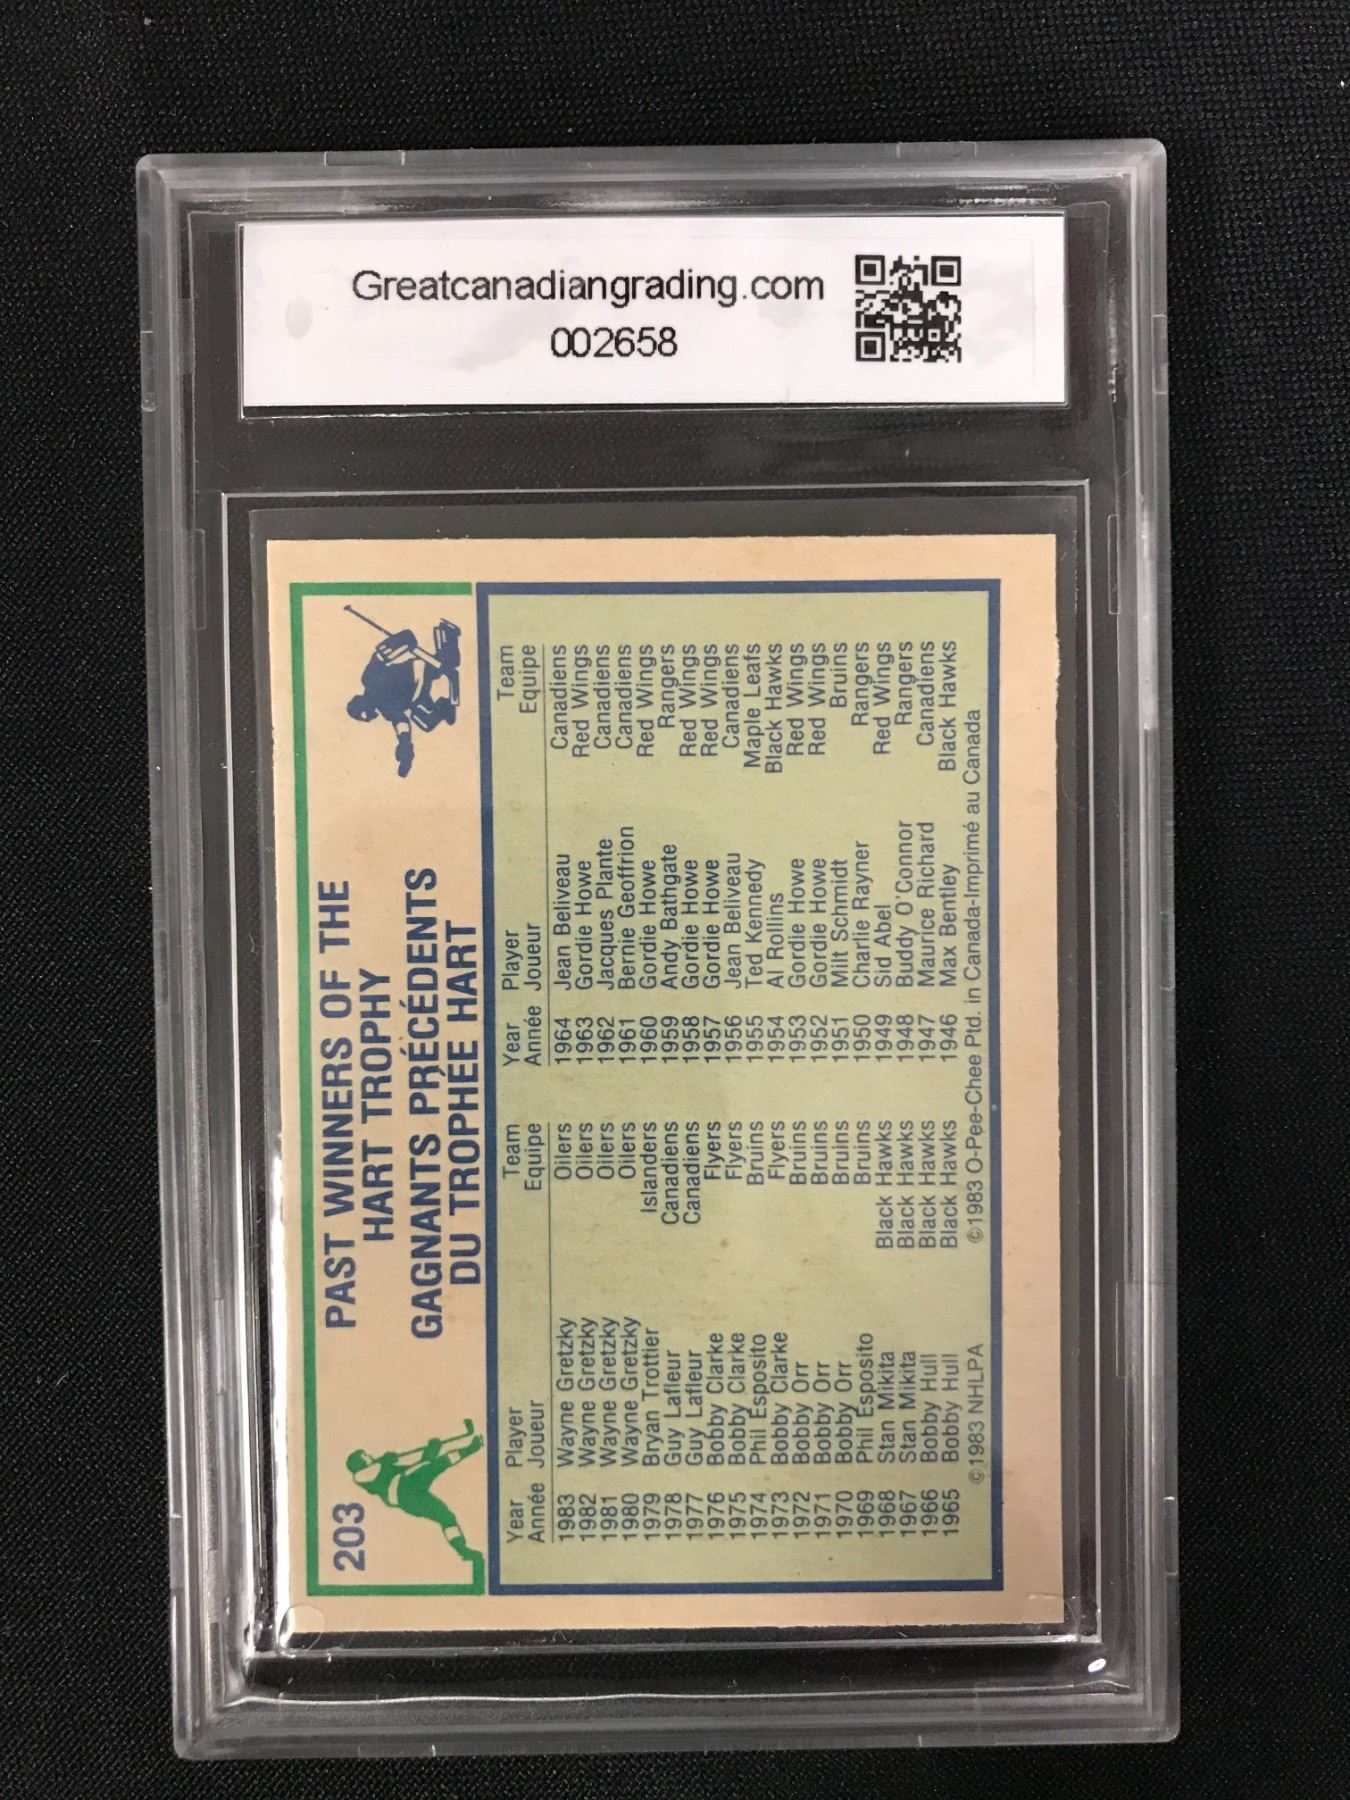 Greatcanadiangrading.com
002658
203
PAST WINNERS OF THE
HART TROPHY
GAGNANTS PRÉCÉDENTS
DU TROPHEE HART
Year Player Team
Année Joueur Equipe
1983 Wayne Gretzky Oilers
1982 Wayne Gretzky Oilers
1981 Wayne Gretzky Oilers
1980 Wayne Gretzky Oilers
1979 Bryan Trottier Islanders
1978 Guy Lafleur Canadiens
1977 Guy Lafleur Canadiens
1976 Bobby Clarke Flyers
1975 Bobby Clarke Flyers
1974 Phil Esposito Bruins
1973 Bobby Clarke Flyers
1972 Bobby Orr Bruins
1971 Bobby Orr Bruins
1970 Bobby Orr Bruins
1969 Phil Esposito Bruins
1968 Stan Mikita Black Hawks
1967 Stan Mikita Black Hawks
1966 Bobby Hull Black Hawks
1965 Bobby Hull Black Hawks
Year Player Team
Année Joueur Equipe
1964 Jean Beliveau Canadiens
1963 Gordie Howe Red Wings
1962 Jacques Plante Canadiens
1961 Bernie Geoffrion Canadiens
1960 Gordie Howe Red Wings
1959 Andy Bathgate Rangers
1958 Gordie Howe Red Wings
1957 Gordie Howe Red Wings
1956 Jean Beliveau Canadiens
1955 Ted Kennedy Maple Leafs
1954 Al Rollins Black Hawks
1953 Gordie Howe Red Wings
1952 Gordie Howe Red Wings
1951 Milt Schmidt Bruins
1950 Charlie Rayner Rangers
1949 Sid Abel Red Wings
1948 Buddy O'Connor Rangers
1947 Maurice Richard Canadiens
1946 Max Bentley Black Hawks
©1983 NHLPA ©1983 O-Pee-Chee Ptd. in Canada-Imprimé au Canada